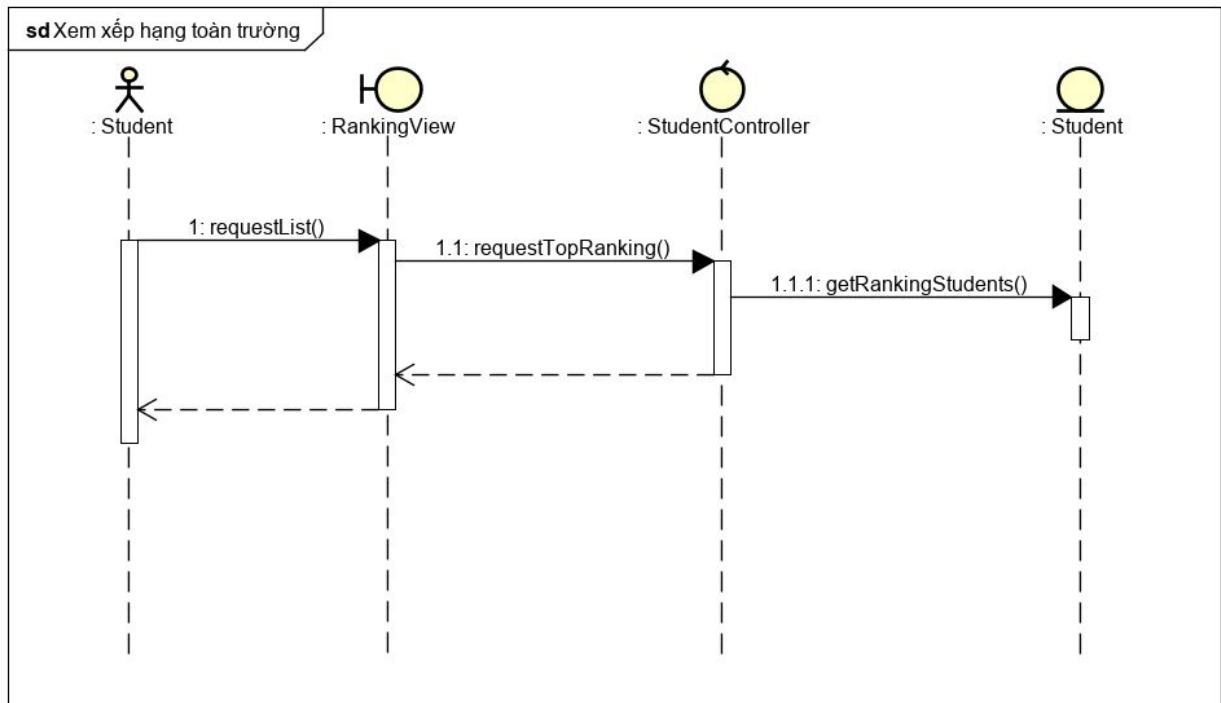 sd Xem xếp hạng toàn trường
: Student
: RankingView
: StudentController
: Student
1: requestList()
1.1: requestTopRanking()
1.1.1: getRankingStudents()